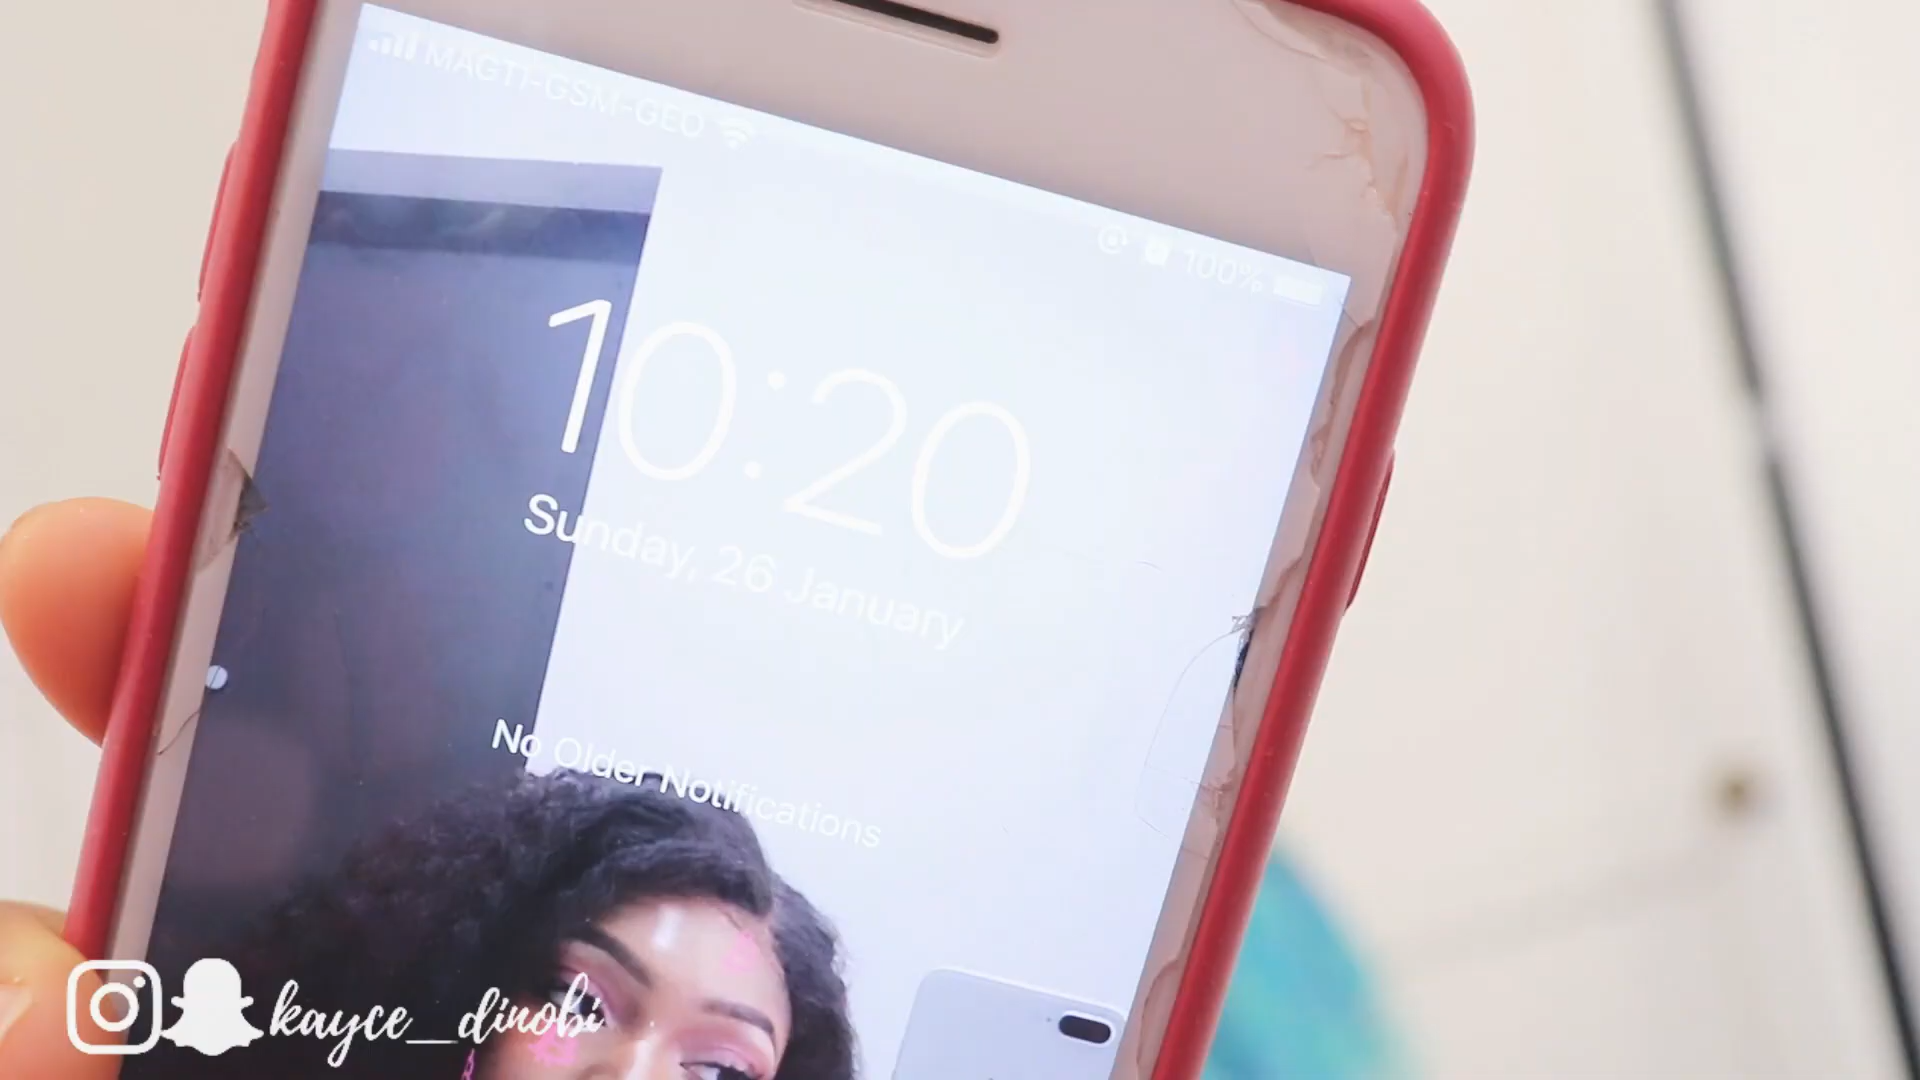 MAGTI-GSM-GEO
100%
10:20
Sunday, 26 January
No Older Notifications
kayce_dinobi